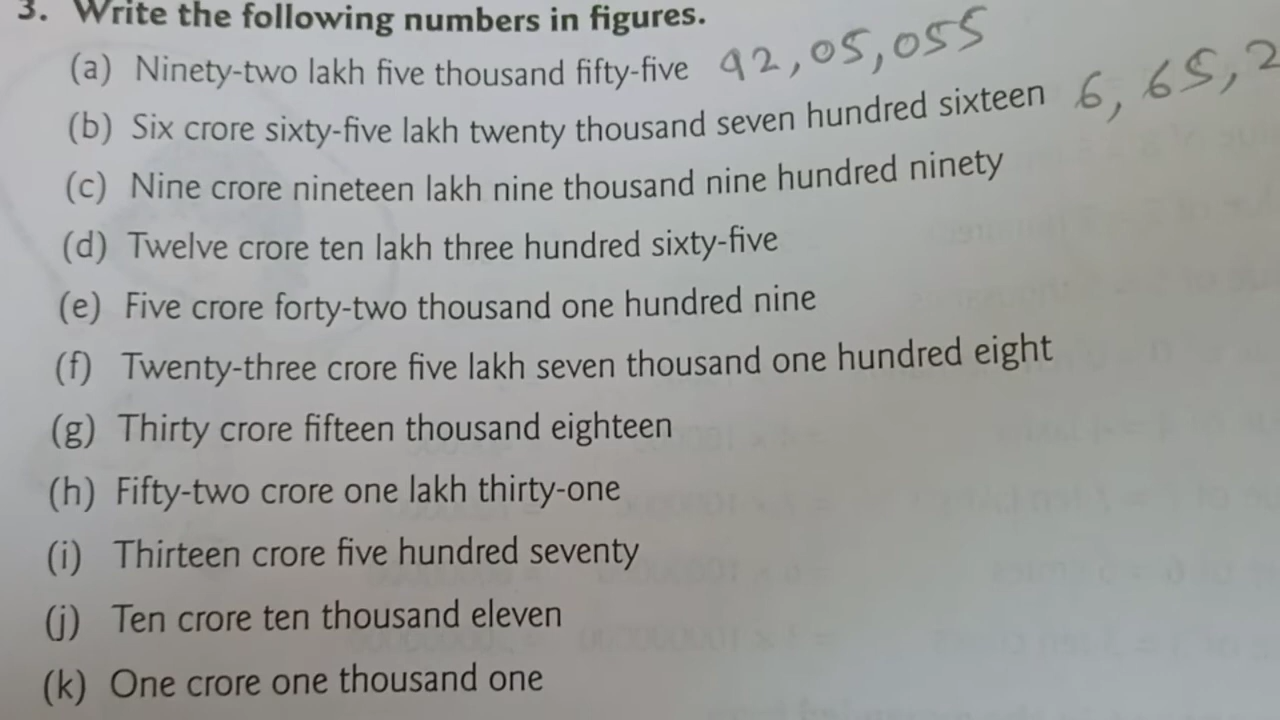 3. Write the following numbers in figures.
(a) Ninety-two lakh five thousand fifty-five 92,05,055
(b) Six crore sixty-five lakh twenty thousand seven hundred sixteen 6, 65,2
(c) Nine crore nineteen lakh nine thousand nine hundred ninety
(d) Twelve crore ten lakh three hundred sixty-five
(e) Five crore forty-two thousand one hundred nine
(f) Twenty-three crore five lakh seven thousand one hundred eight
(g) Thirty crore fifteen thousand eighteen
(h) Fifty-two crore one lakh thirty-one
(i) Thirteen crore five hundred seventy
(j) Ten crore ten thousand eleven
(k) One crore one thousand one